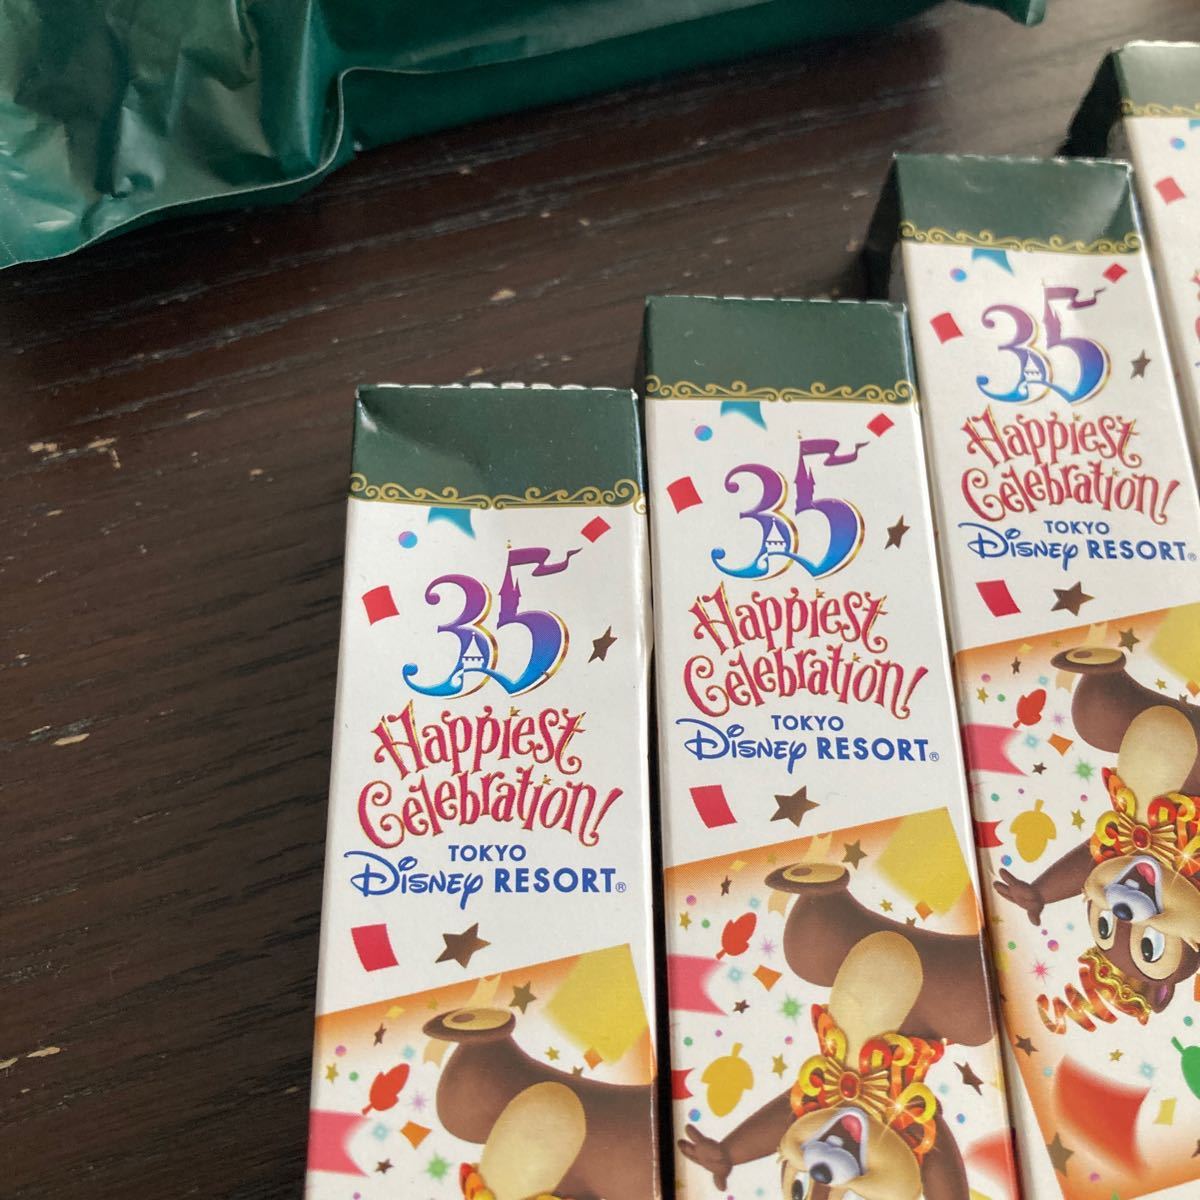 35
Happiest
Celebration!
TOKYO
Disney RESORT®
35
Happiest
Celebration!
TOKYO
Disney RESORT®
35
Happiest
Celebration!
TOKYO
Disney RESORT®